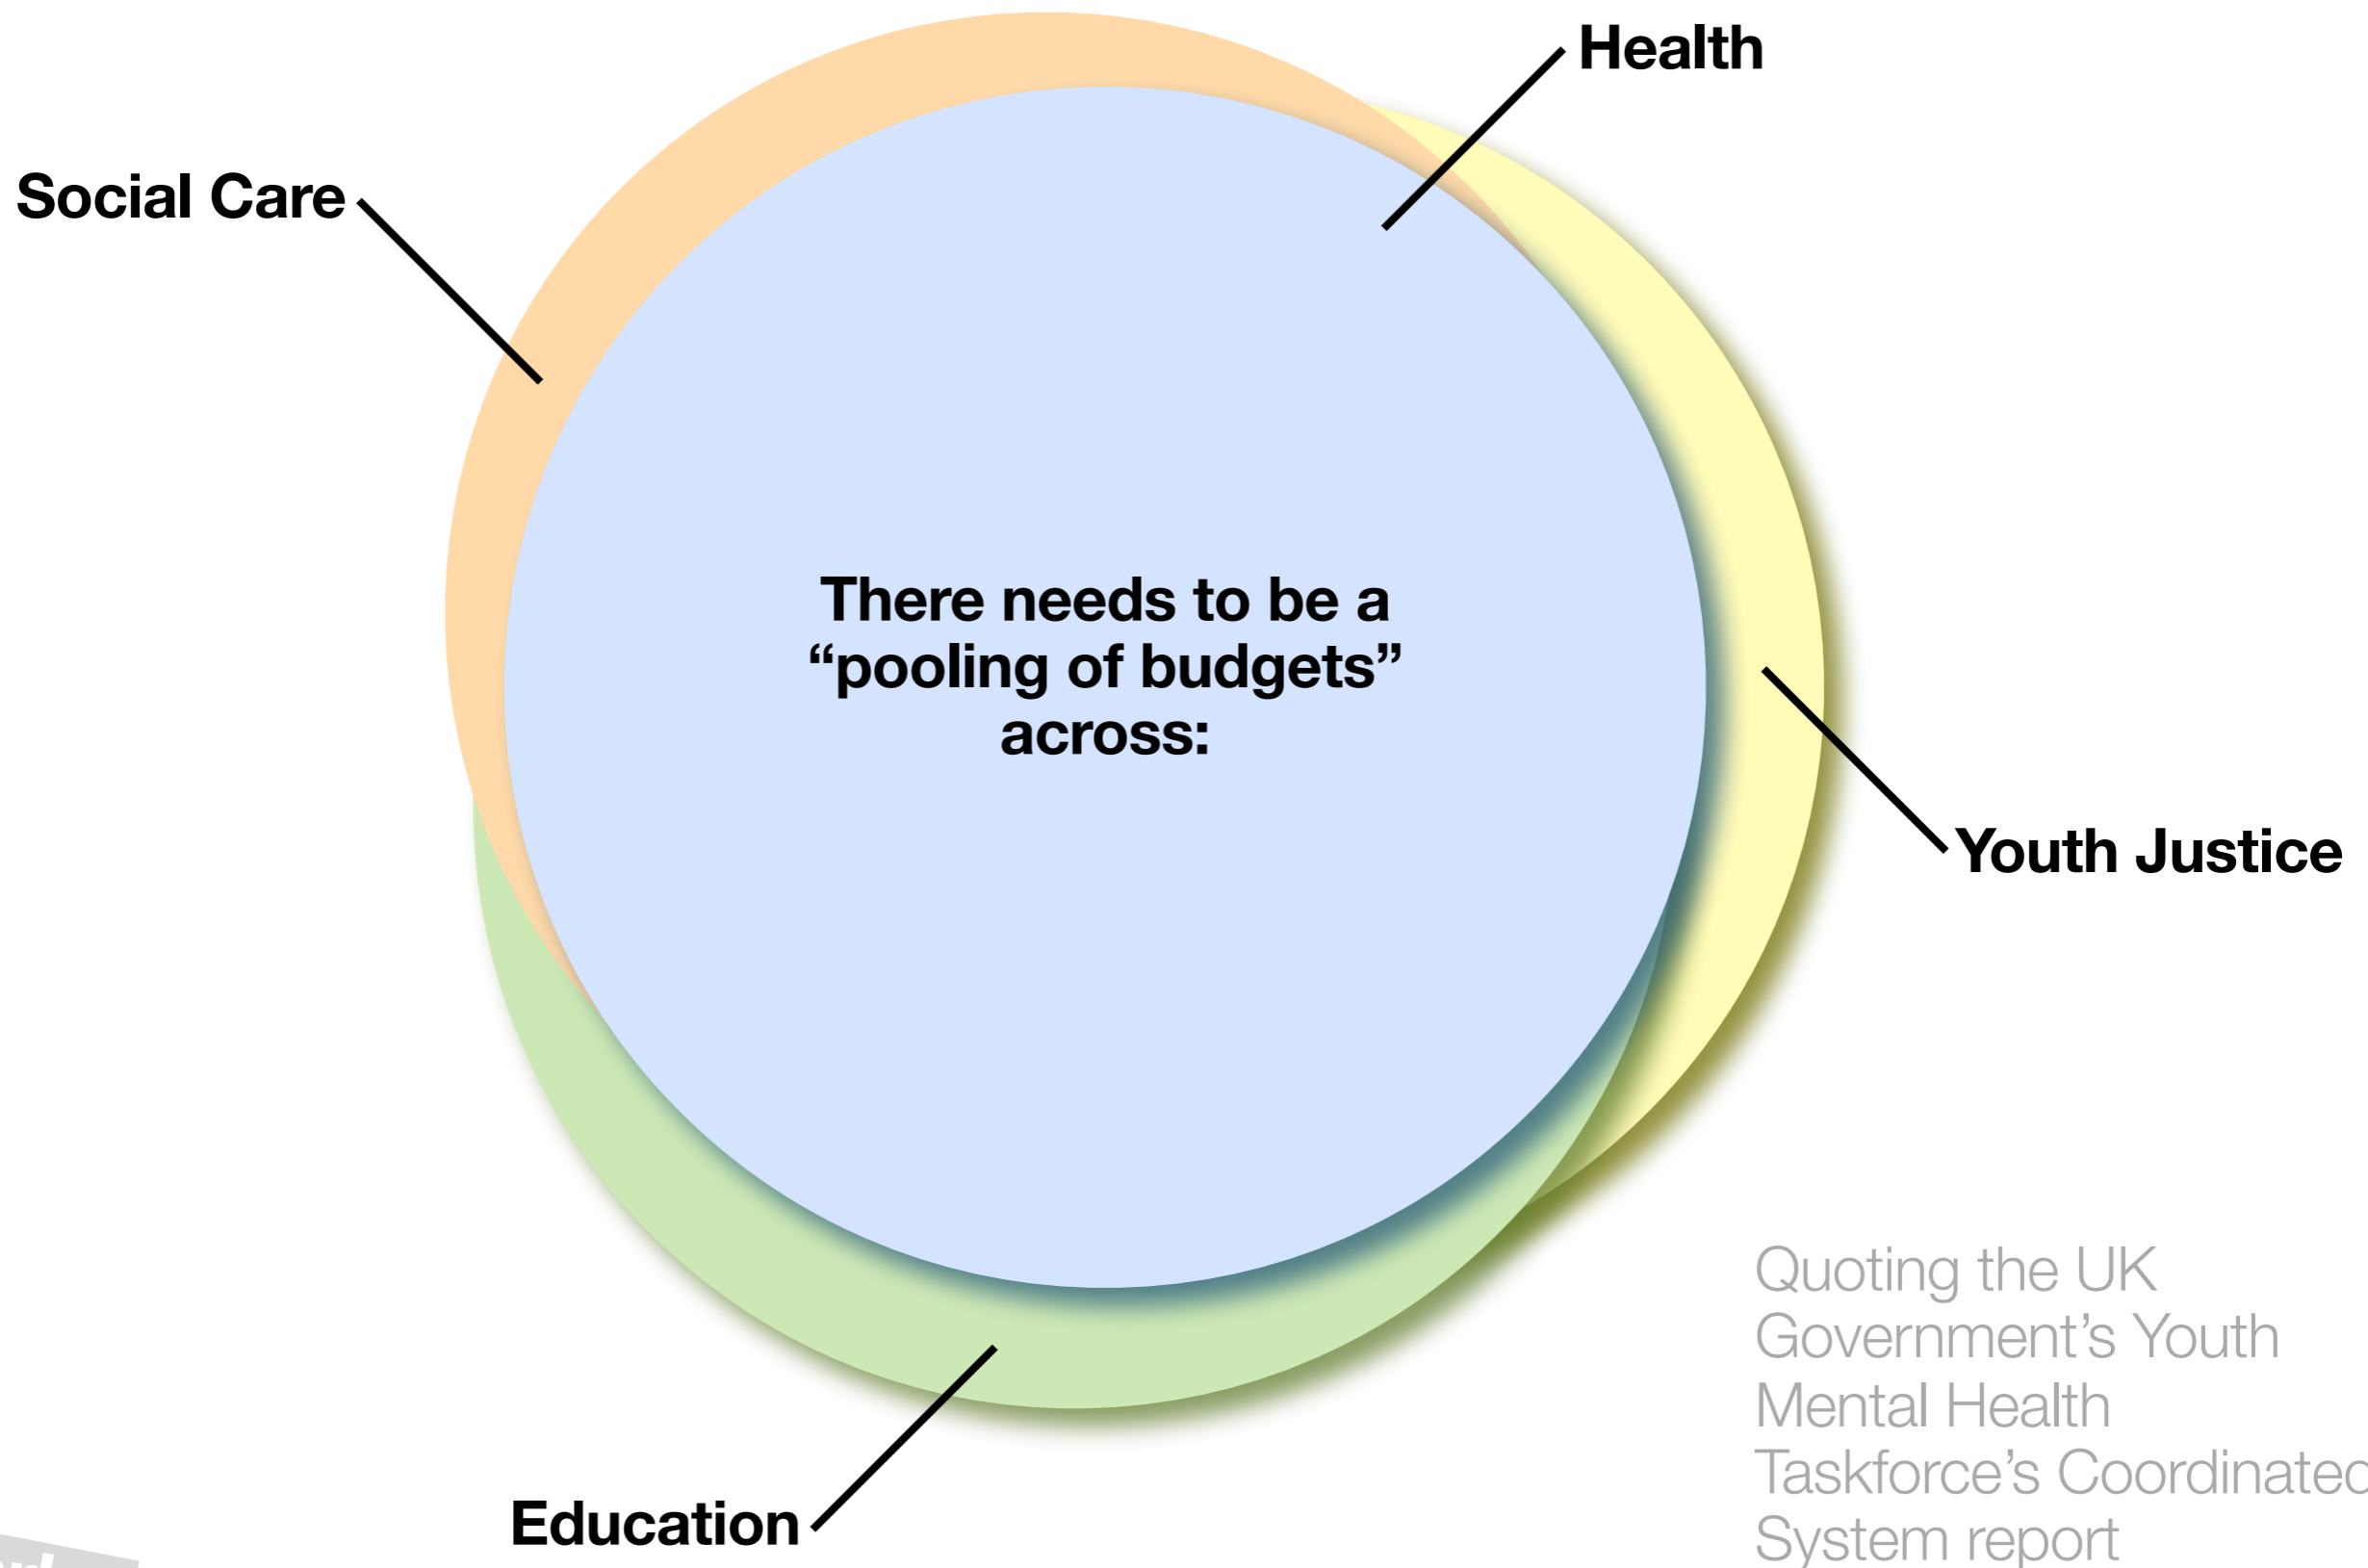 Health
Social Care
There needs to be a
“pooling of budgets”
across:
Youth Justice
Quoting the UK
Government’s Youth
Mental Health
Taskforce’s Coordinated
System report
Education